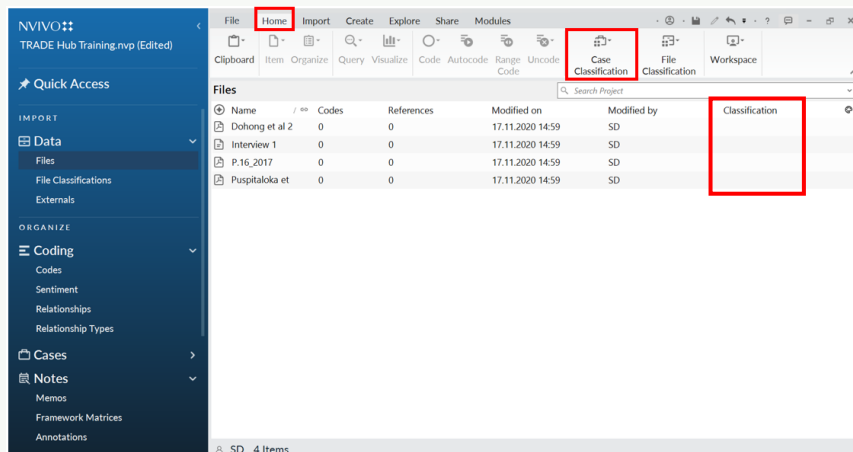 NVIVO
TRADE Hub Training.nvp (Edited)
Quick Access
IMPORT
Data
Files
File Classifications
Externals
ORGANIZE
Coding
Codes
Sentiment
Relationships
Relationship Types
Cases
Notes
Memos
Framework Matrices
Annotations
File Home Import Create Explore Share Modules
Clipboard Item Organize Query Visualize Code Autocode Range Code Uncode Case Classification File Classification Workspace
Files
Search Project
Name Codes References Modified on Modified by Classification
Dohong et al 2 0 0 17.11.2020 14:59 SD
Interview 1 0 0 17.11.2020 14:59 SD
P.16_2017 0 0 17.11.2020 14:59 SD
Puspitaloka et 0 0 17.11.2020 14:59 SD
SD 4 Items